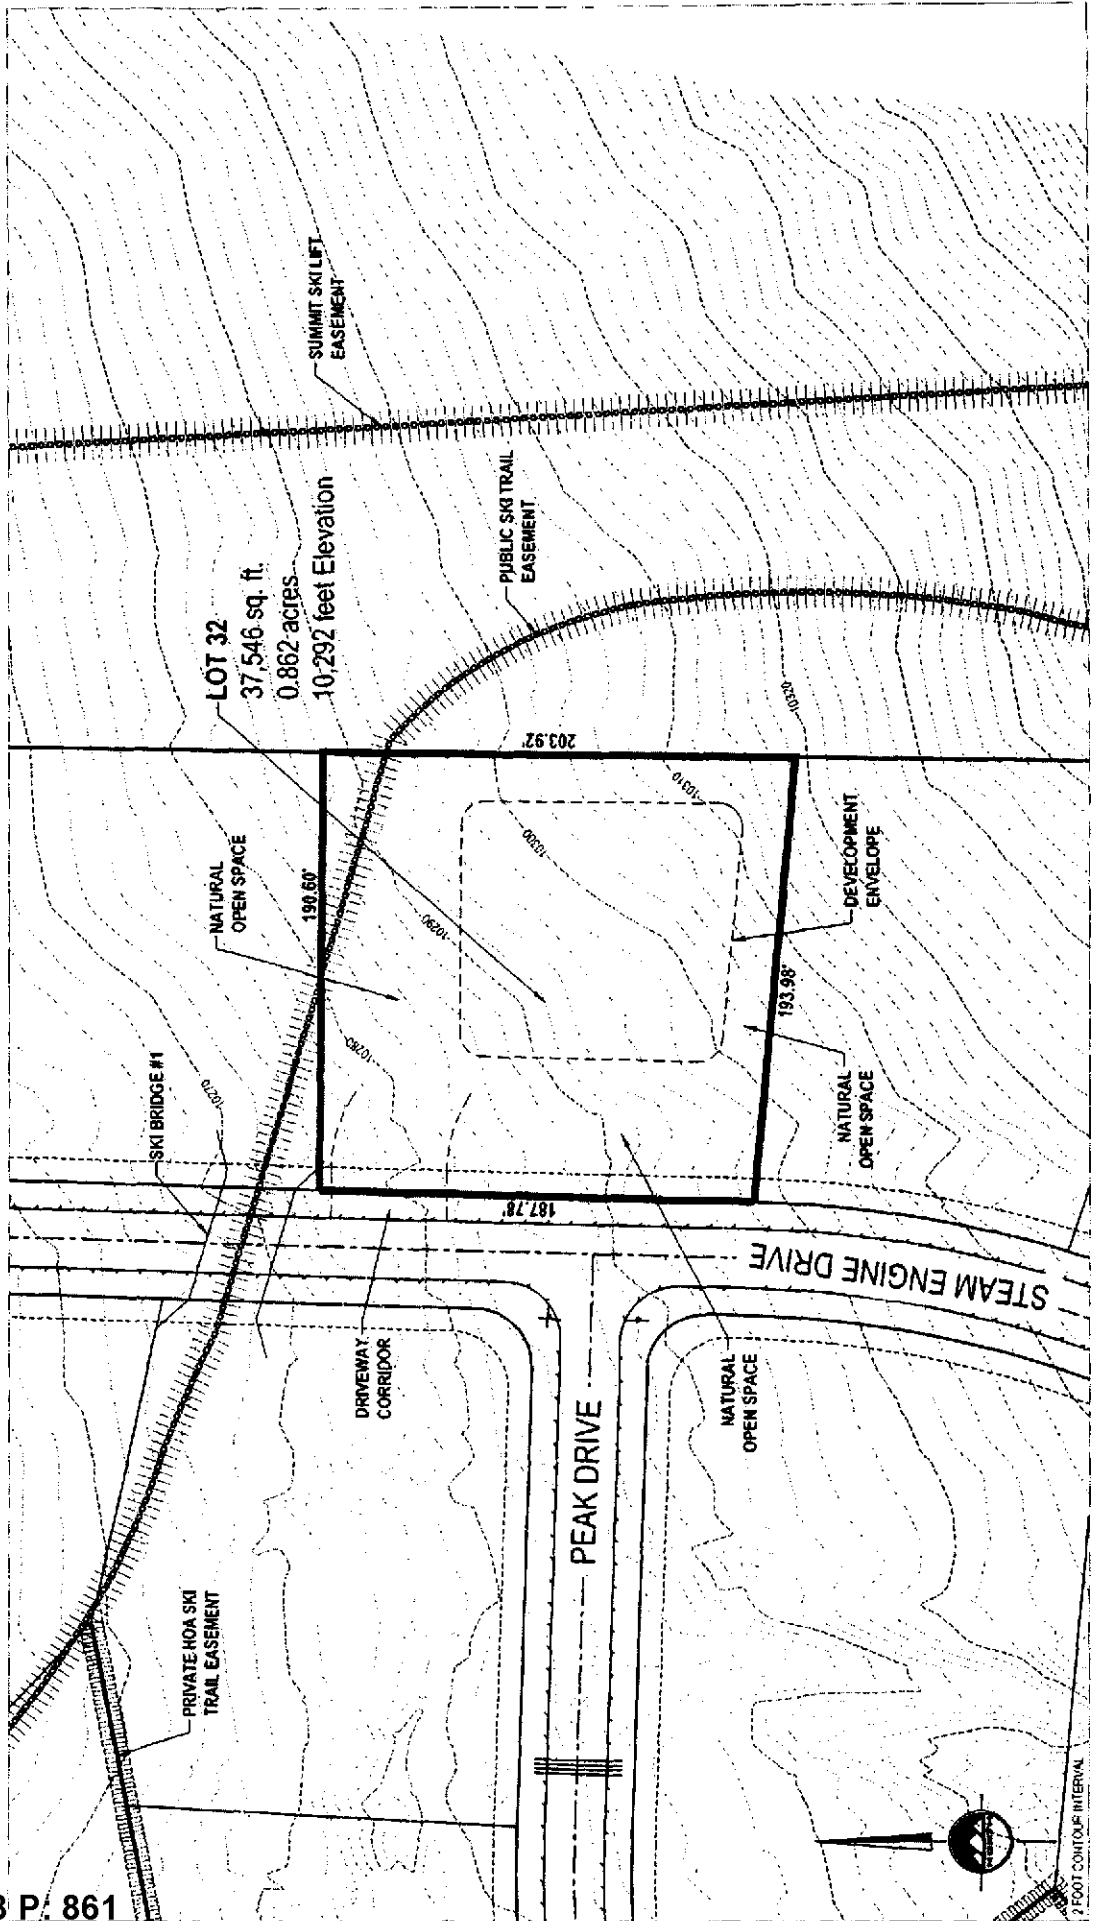 SUMMIT SKI LIFT
EASEMENT
LOT 32
37,546 sq. ft.
0.862 acres
10,292 feet Elevation
PUBLIC SKI TRAIL
EASEMENT
NATURAL
OPEN SPACE
190.60'
203.92'
10320
10310
10300
10290
10280
10270
DEVELOPMENT
ENVELOPE
193.98'
SKI BRIDGE #1
NATURAL
OPEN SPACE
187.78'
STEAM ENGINE DRIVE
DRIVEWAY
CORRIDOR
NATURAL
OPEN SPACE
PEAK DRIVE
PRIVATE HOA SKI
TRAIL EASEMENT
2 FOOT CONTOUR INTERVAL
P: 861